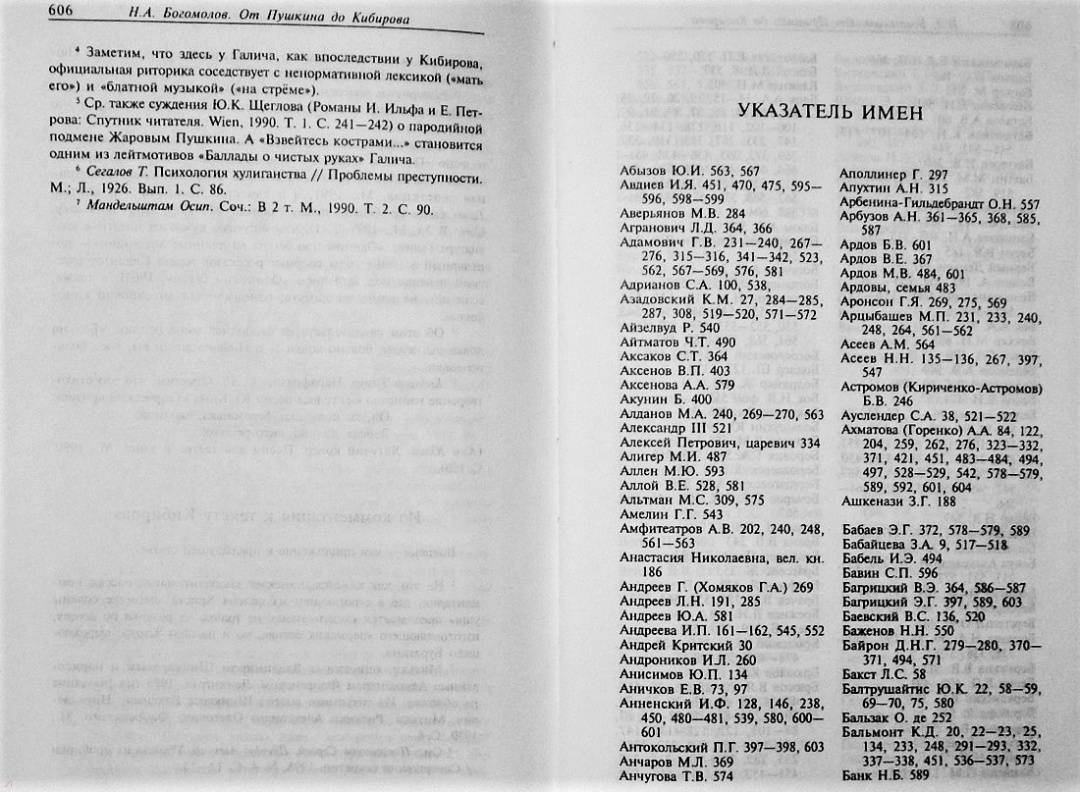 606
Н.А. Богомолов. От Пушкина до Кибирова
⁴ Заметим, что здесь у Галича, как впоследствии у Кибирова,
официальная риторика соседствует с ненормативной лексикой («мать
его») и «блатной музыкой» («на стрёме»).
⁵ Ср. также суждения Ю.К. Щеглова (Романы И. Ильфа и Е. Пет-
рова: Спутник читателя. Wien, 1990. Т. 1. С. 241—242) о пародийной
подмене Жаровым Пушкина. А «Взвейтесь кострами...» становится
одним из лейтмотивов «Баллады о чистых руках» Галича.
⁶ Сегалов Т. Психология хулиганства // Проблемы преступности.
М.; Л., 1926. Вып. 1. С. 86.
⁷ Мандельштам Осип. Соч.: В 2 т. М., 1990. Т. 2. С. 90.
УКАЗАТЕЛЬ ИМЕН
Абызов Ю.И. 563, 567
Авдиев И.Я. 451, 470, 475, 595—
596, 598—599
Аверьянов М.В. 284
Агранович Л.Д. 364, 366
Адамович Г.В. 231—240, 267—
276, 315—316, 341—342, 523,
562, 567—569, 576, 581
Адрианов С.А. 100, 538,
Азадовский К.М. 27, 284—285,
287, 308, 519—520, 571—572
Айзелвуд Р. 540
Айтматов Ч.Т. 490
Аксаков С.Т. 364
Аксенов В.П. 403
Аксенова А.А. 579
Акунин Б. 400
Алданов М.А. 240, 269—270, 563
Александр III 521
Алексей Петрович, царевич 334
Алигер М.И. 487
Аллен М.Ю. 593
Аллой В.Е. 528, 581
Альтман М.С. 309, 575
Амелин Г.Г. 543
Амфитеатров А.В. 202, 240, 248,
561—563
Анастасия Николаевна, вел. кн.
186
Андреев Г. (Хомяков Г.А.) 269
Андреев Л.Н. 191, 285
Андреев Ю.А. 581
Андреева И.П. 161—162, 545, 552
Андрей Критский 30
Андроников И.Л. 260
Анисимов Ю.П. 134
Аничков Е.В. 73, 97
Анненский И.Ф. 128, 146, 238,
450, 480—481, 539, 580, 600—
601
Антокольский П.Г. 397—398, 603
Анчаров М.Л. 369
Анчугова Т.В. 574
Аполлинер Г. 297
Апухтин А.Н. 315
Арбенина-Гильдебрандт О.Н. 557
Арбузов А.Н. 361—365, 368, 585,
587
Ардов Б.В. 601
Ардов В.Е. 367
Ардов М.В. 484, 601
Ардовы, семья 483
Аронсон Г.Я. 269, 275, 569
Арцыбашев М.П. 231, 233, 240,
248, 264, 561—562
Асеев А.М. 564
Асеев Н.Н. 135—136, 267, 397,
547
Астромов (Кириченко-Астромов)
Б.В. 246
Ауслендер С.А. 38, 521—522
Ахматова (Горенко) А.А. 84, 122,
204, 259, 262, 276, 323—332,
371, 421, 451, 483—484, 494,
497, 528—529, 542, 578—579,
589, 592, 601, 604
Ашкенази З.Г. 188
Бабаев Э.Г. 372, 578—579, 589
Бабайцева З.А. 9, 517—518
Бабель И.Э. 494
Бавин С.П. 596
Багрицкий В.Э. 364, 586—587
Багрицкий Э.Г. 397, 589, 603
Баевский В.С. 136, 520
Баженов Н.Н. 550
Байрон Д.Н.Г. 279—280, 370—
371, 494, 571
Бакст Л.С. 58
Балтрушайтис Ю.К. 22, 58—59,
69—70, 75, 580
Бальзак О. де 252
Бальмонт К.Д. 20, 22—23, 25,
134, 233, 248, 291—293, 332,
337—338, 451, 536—537, 573
Банк Н.Б. 589